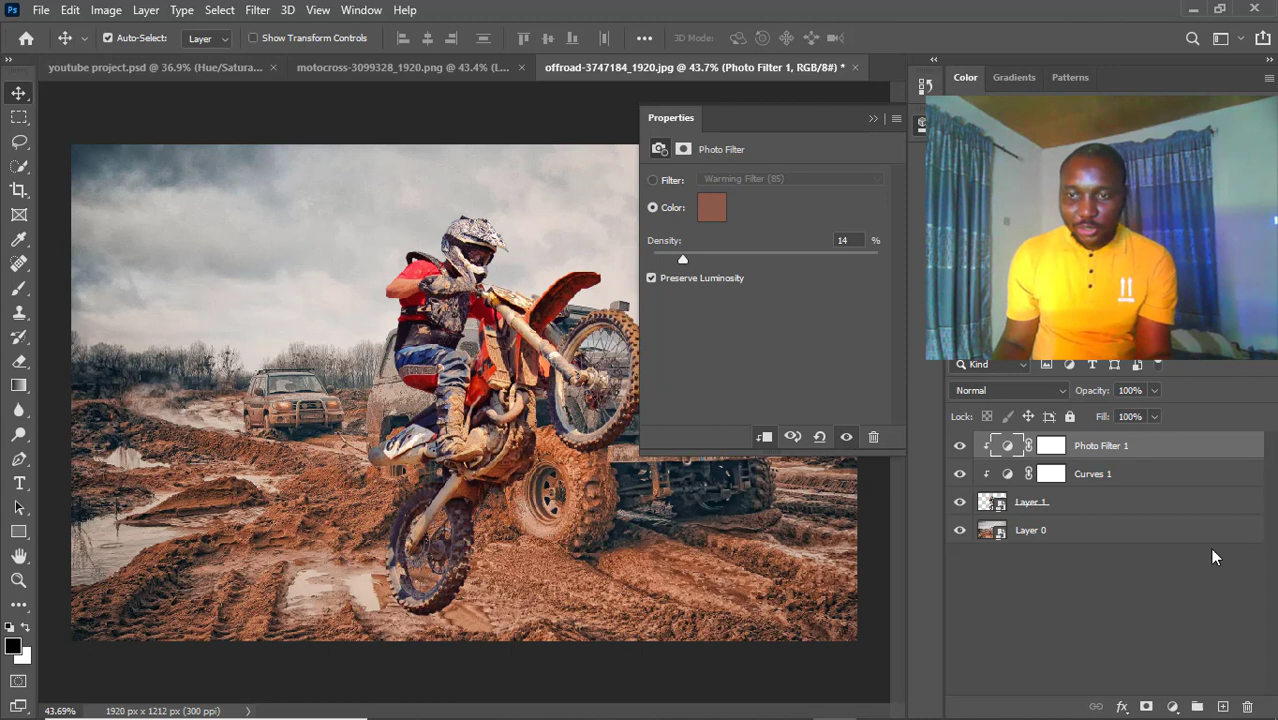 Ps File Edit Image Layer Type Select Filter 3D View Window Help
Auto-Select: Layer Show Transform Controls 3D Mode:
youtube project.psd @ 36.9% (Hue/Satura... × motocross-3099328_1920.png @ 43.4% (L... × offroad-3747184_1920.jpg @ 43.7% (Photo Filter 1, RGB/8#) * ×
Color Gradients Patterns
Properties
Photo Filter
Filter: Warming Filter (85)
Color:
Density: 14 %
Preserve Luminosity
Kind
Normal Opacity: 100%
Lock: Fill: 100%
Photo Filter 1
Curves 1
Layer 1
Layer 0
fx
43.69% 1920 px x 1212 px (300 ppi)